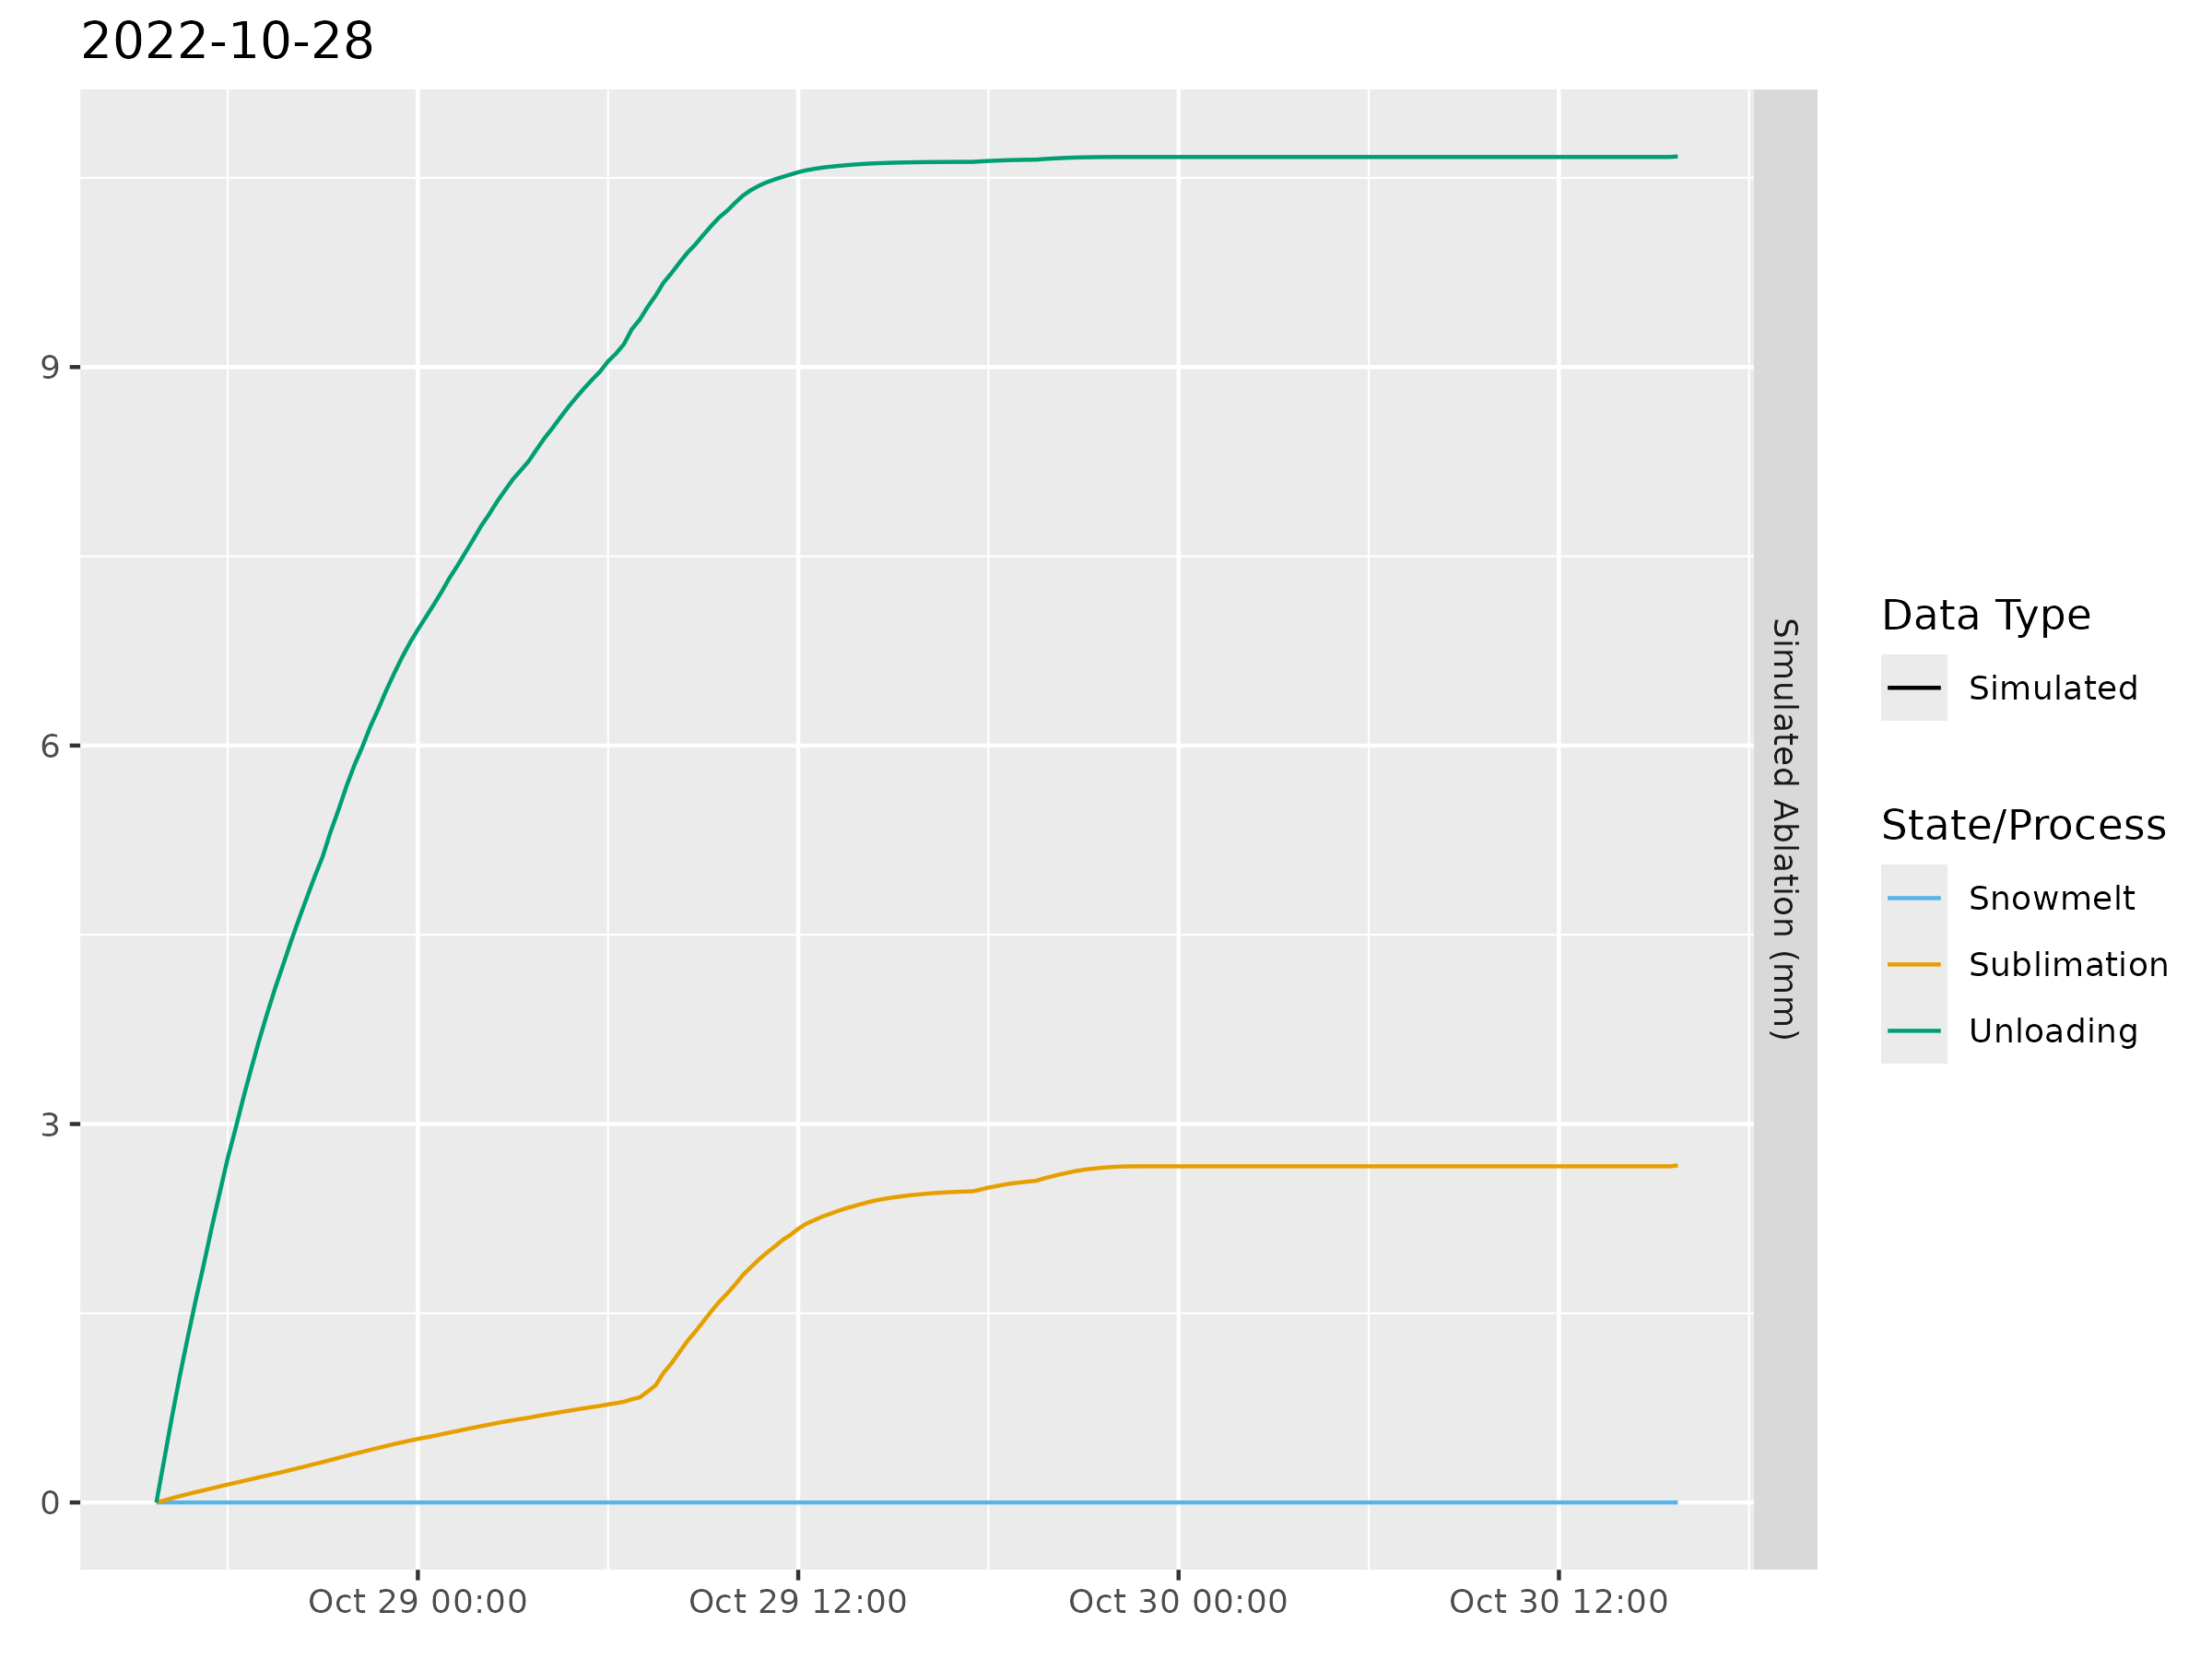 2022-10-28
9
6
3
0
Oct 29 00:00
Oct 29 12:00
Oct 30 00:00
Oct 30 12:00
Simulated Ablation (mm)
Data Type
Simulated
State/Process
Snowmelt
Sublimation
Unloading